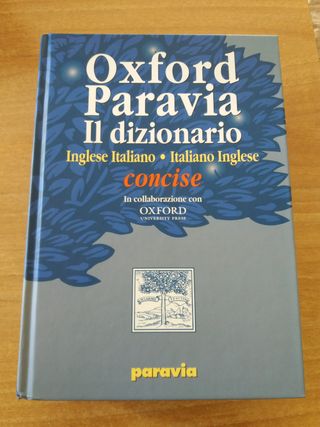 Oxford
Paravia
Il dizionario
Inglese Italiano • Italiano Inglese
concise
In collaborazione con
OXFORD
UNIVERSITY PRESS
paravia